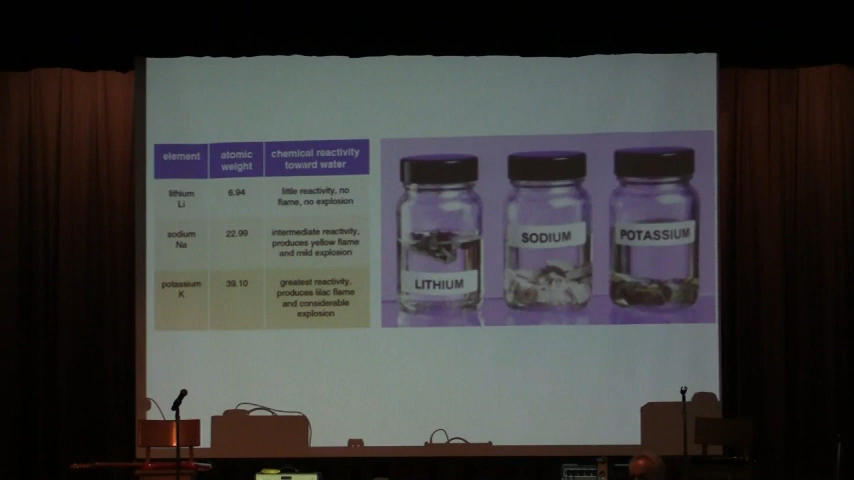 element
atomic
weight
chemical reactivity
toward water
lithium
Li
6.94
little reactivity, no
flame, no explosion
sodium
Na
22.99
intermediate reactivity,
produces yellow flame
and mild explosion
potassium
K
39.10
greatest reactivity,
produces lilac flame
and considerable
explosion
LITHIUM
SODIUM
POTASSIUM